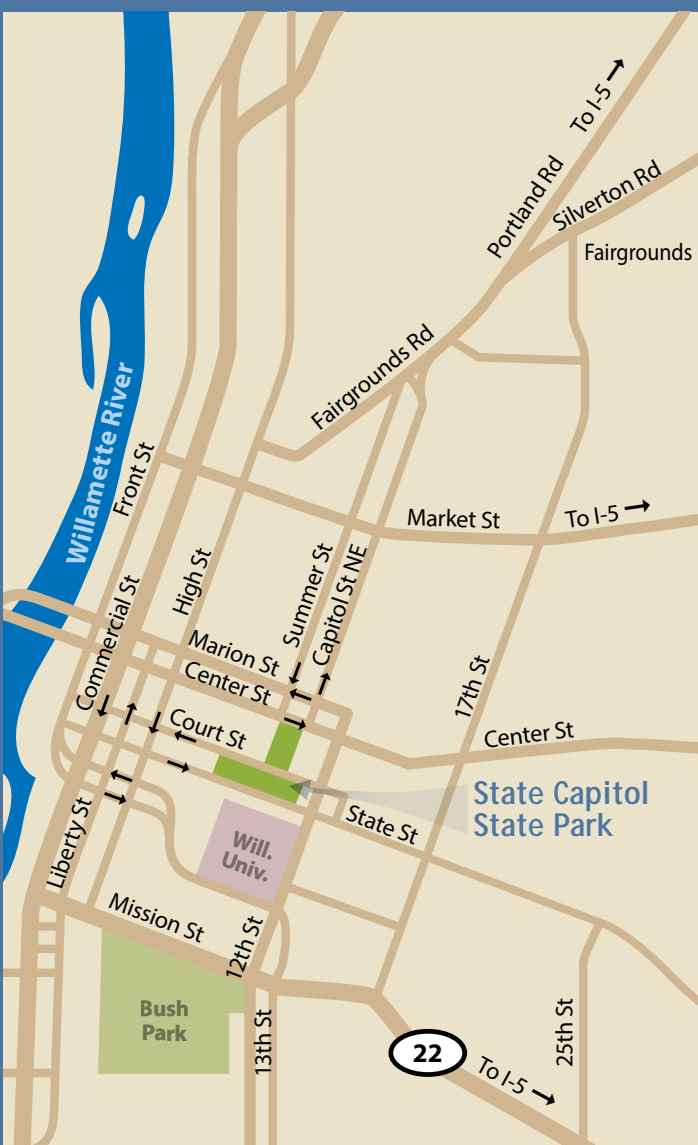 To I-5
Portland Rd
Silverton Rd
Fairgrounds
Fairgrounds Rd
Willamette River
Front St
Market St
To I-5
High St
Summer St
Capitol St NE
Commercial St
Marion St
Center St
17th St
Court St
Center St
State Capitol
State Park
State St
Liberty St
Will.
Univ.
Mission St
12th St
Bush
Park
13th St
22
25th St
To I-5